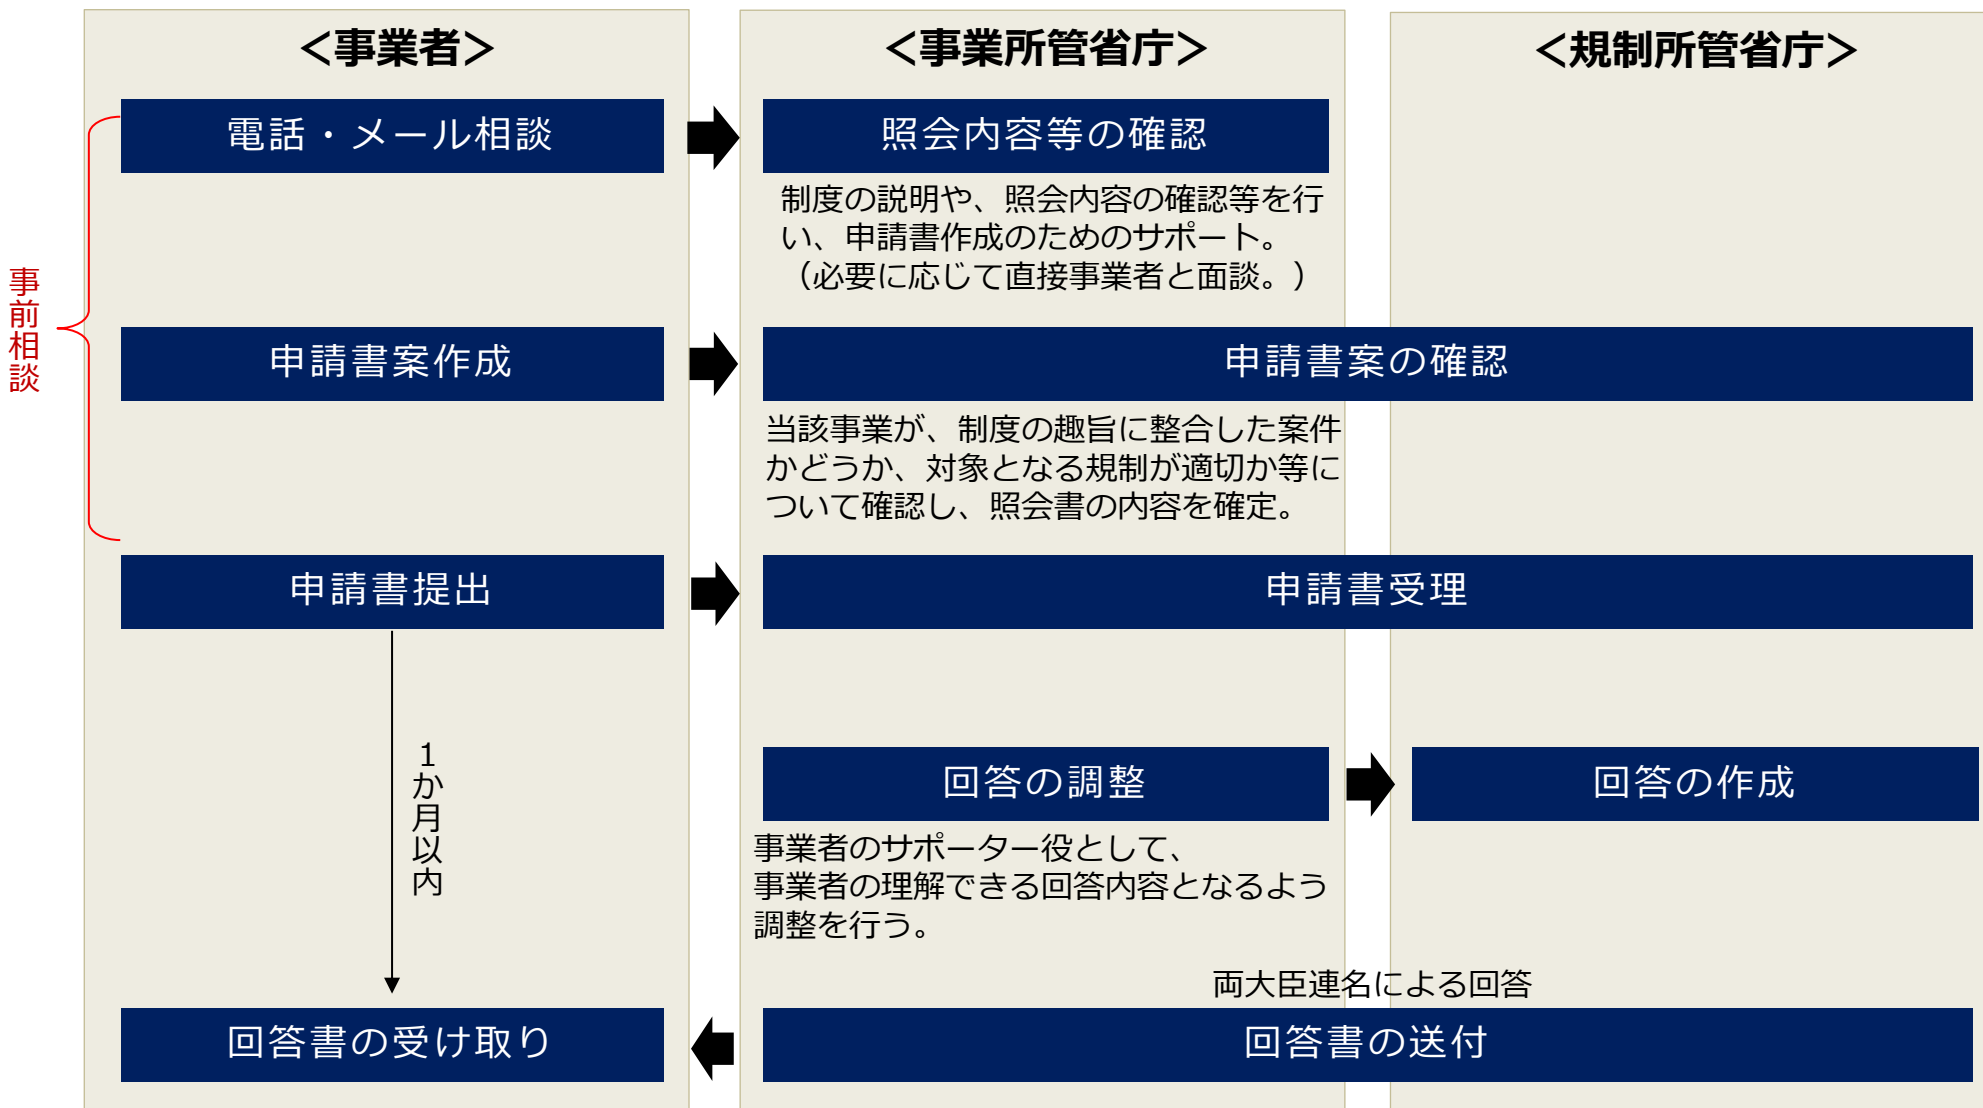 ＜事業者＞
＜事業所管省庁＞
＜規制所管省庁＞
事前相談
電話・メール相談
照会内容等の確認
制度の説明や、照会内容の確認等を行
い、申請書作成のためのサポート。
（必要に応じて直接事業者と面談。）
申請書案作成
申請書案の確認
当該事業が、制度の趣旨に整合した案件
かどうか、対象となる規制が適切か等に
ついて確認し、照会書の内容を確定。
申請書提出
申請書受理
1か月以内
回答の調整
回答の作成
事業者のサポーター役として、
事業者の理解できる回答内容となるよう
調整を行う。
両大臣連名による回答
回答書の受け取り
回答書の送付